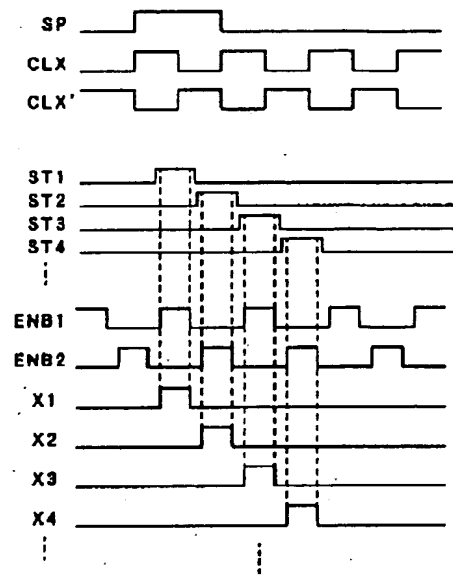 SP
CLX
CLX'
ST1
ST2
ST3
ST4
ENB1
ENB2
X1
X2
X3
X4